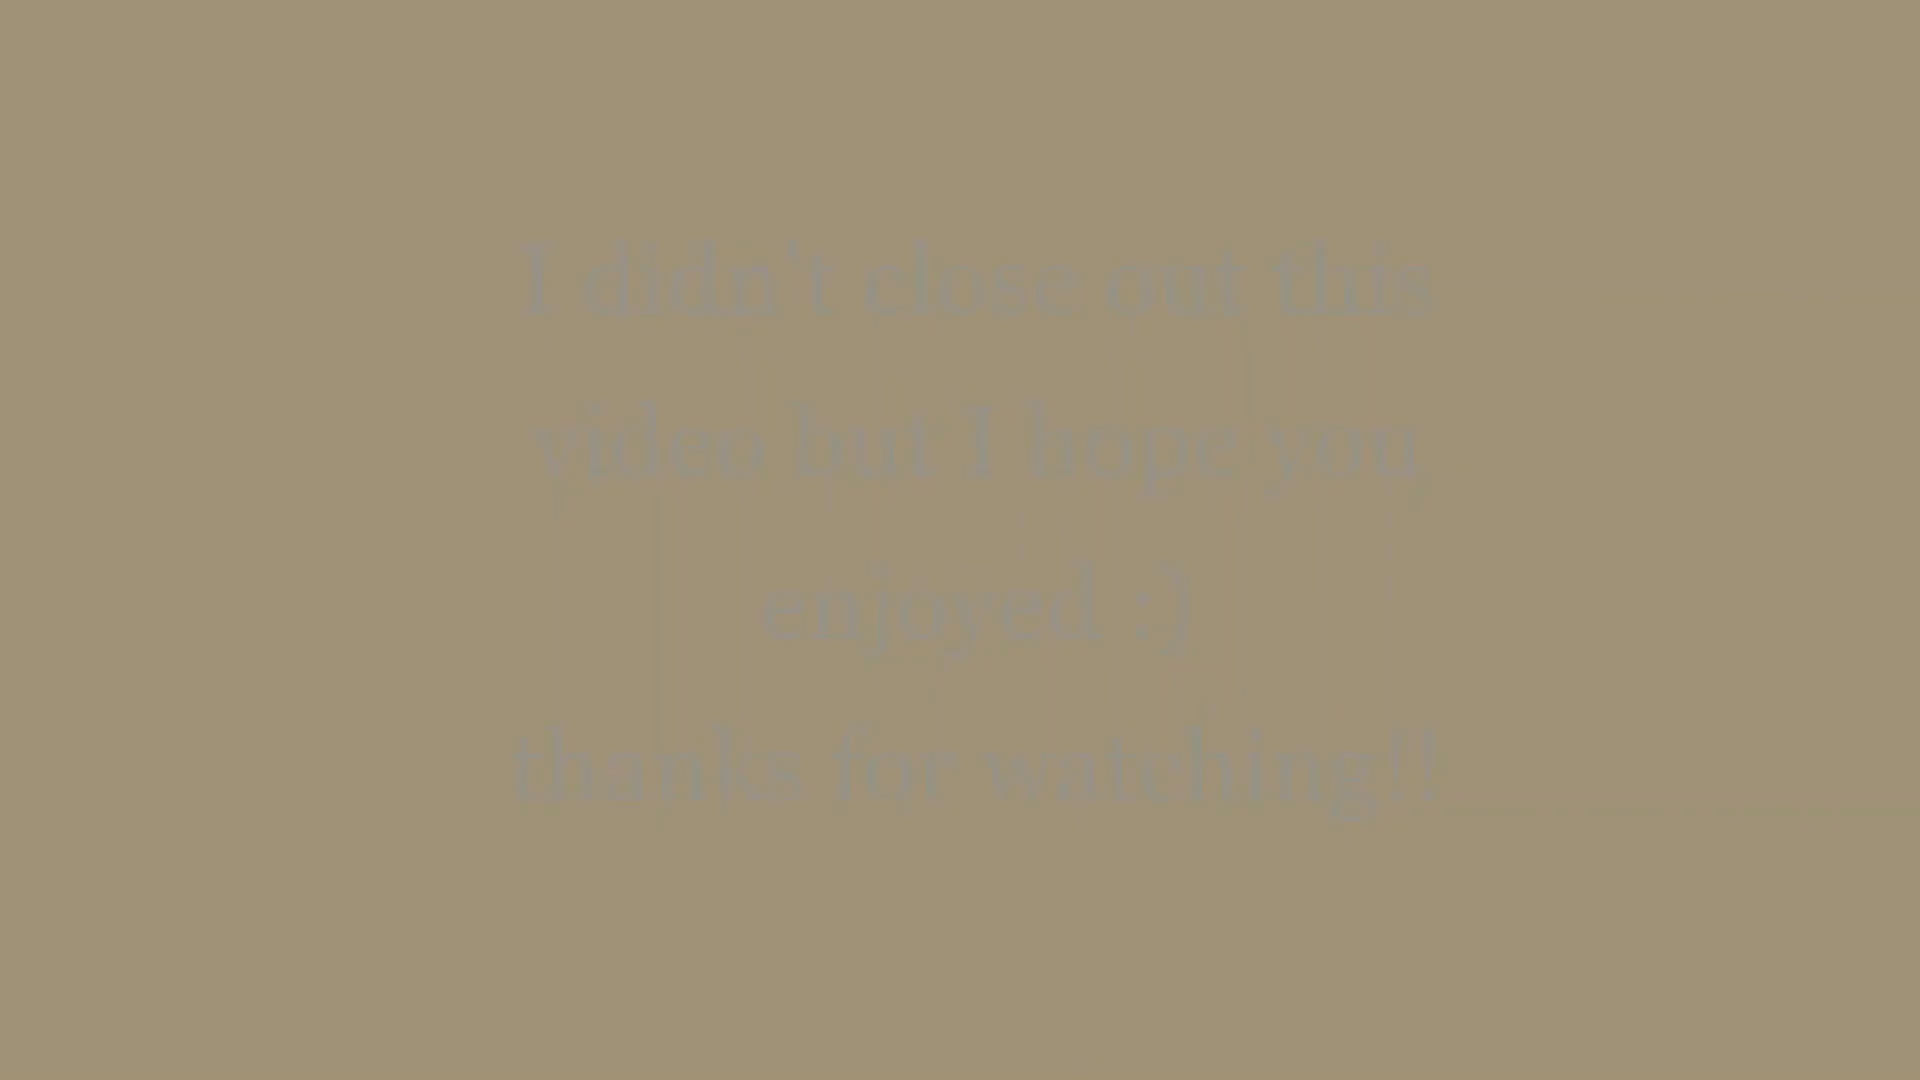 I didn't close out this
video but I hope you
enjoyed :)
thanks for watching!!